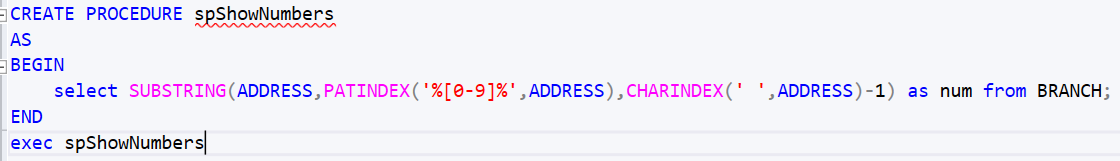 CREATE PROCEDURE spShowNumbers
AS
BEGIN
select SUBSTRING(ADDRESS,PATINDEX('%[0-9]%',ADDRESS),CHARINDEX(' ',ADDRESS)-1) as num from BRANCH;
END
exec spShowNumbers